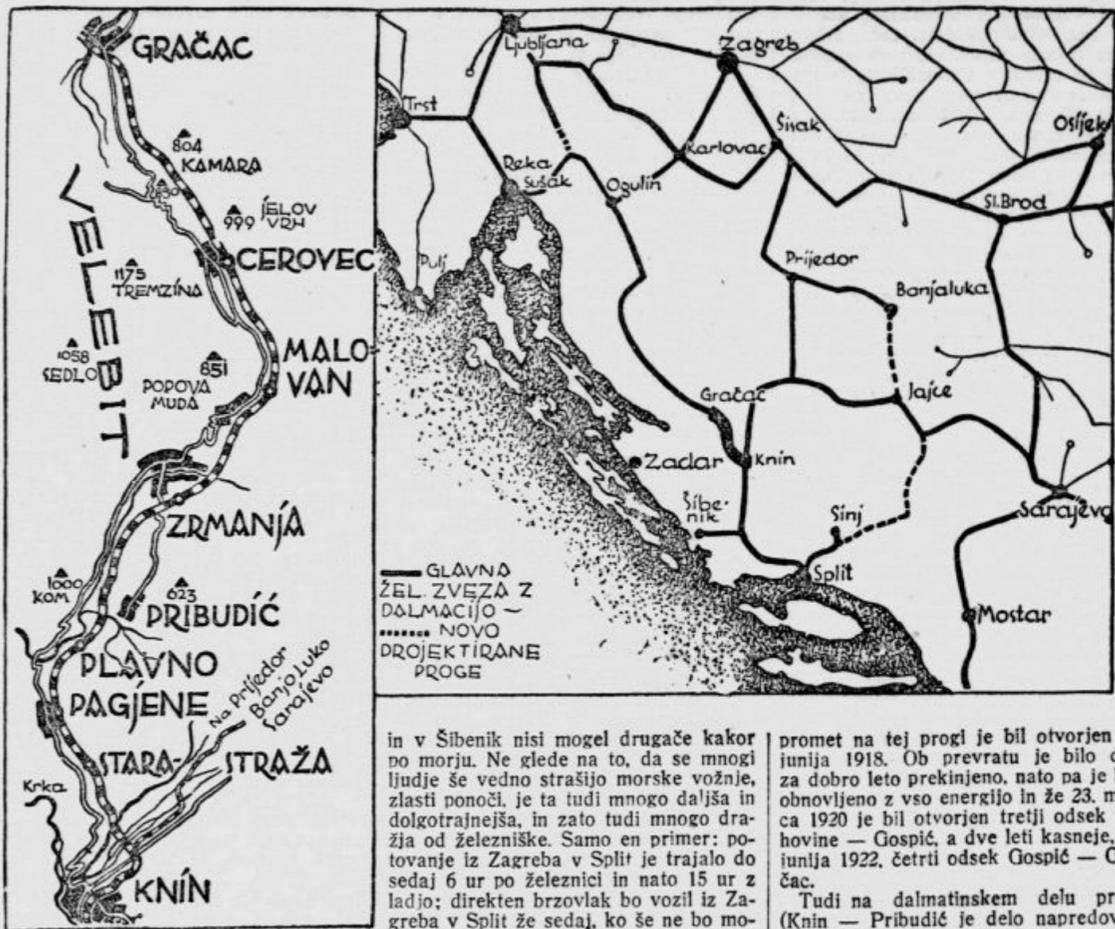 GRAČAC
804
KAMARA
999 JELOV
VRH
CEROVEC
1175
TREMZÍNA
VELEBIT
1058
SEDLO
851
POPOVA
MUDA
MALO
VAN
ZRMANJA
1000
KOM
623
PRIBUDÍĆ
PLAVNO
PAGJENE
Na Prijedor
Banjo Luko
Sarajevo
STARA- STRAŽA
Krka
KNÍN
Ljubljana
Zagreb
Trst
Reka
Sušák
Karlovac
Šisak
Osijek
Ogulin
Sl. Brod
Pulj
Prijedor
Banjaluka
Gračac
Jajce
Zadar
Knin
Šibe-
nik
Sinj
Sarajevo
Split
Mostar
GLAVNA
ŽEL. ZVEZA Z
DALMACIJO –
NOVO
PROJEKTIRANE
PROGE
in v Šibenik nisi mogel drugače kakor
po morju. Ne glede na to, da se mnogi
ljudje še vedno strašijo morske vožnje,
zlasti ponoči, je ta tudi mnogo daljša in
dolgotrajnejša, in zato tudi mnogo dra-
žja od železniške. Samo en primer: po-
tovanje iz Zagreba v Split je trajalo do
sedaj 6 ur po železnici in nato 15 ur z
ladjo; direkten brzovlak bo vozil iz Za-
greba v Split že sedaj, ko še ne bo mo-
promet na tej progi je bil otvorjen
junija 1918. Ob prevratu je bilo
za dobro leto prekinjeno, nato pa je
obnovljeno z vso energijo in že 23. m
ca 1920 je bil otvorjen tretji odsek
hovine — Gospić, a dve leti kasneje,
junija 1922, četrti odsek Gospić — G
čac.
Tudi na dalmatinskem delu pr
(Knin — Pribudić je delo napredov